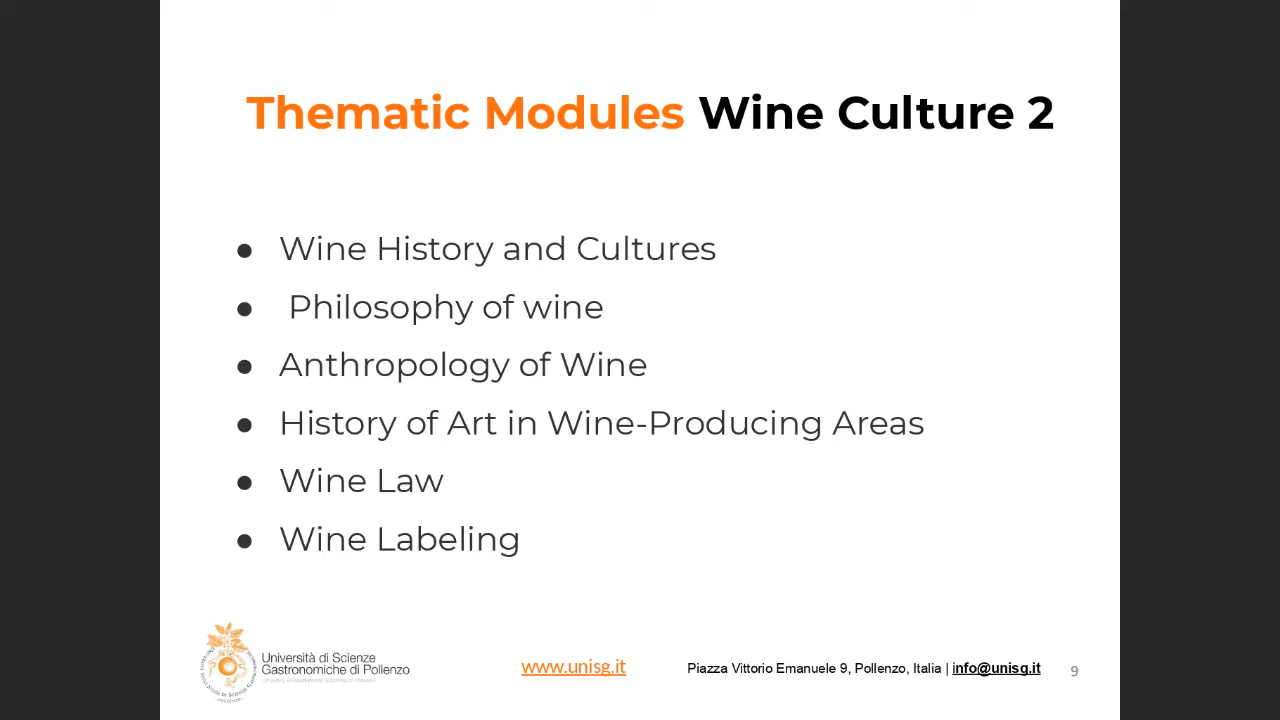 Thematic Modules Wine Culture 2
● Wine History and Cultures
● Philosophy of wine
● Anthropology of Wine
● History of Art in Wine-Producing Areas
● Wine Law
● Wine Labeling
Università di Scienze
Gastronomiche di Pollenzo
www.unisg.it
Piazza Vittorio Emanuele 9, Pollenzo, Italia | info@unisg.it
9